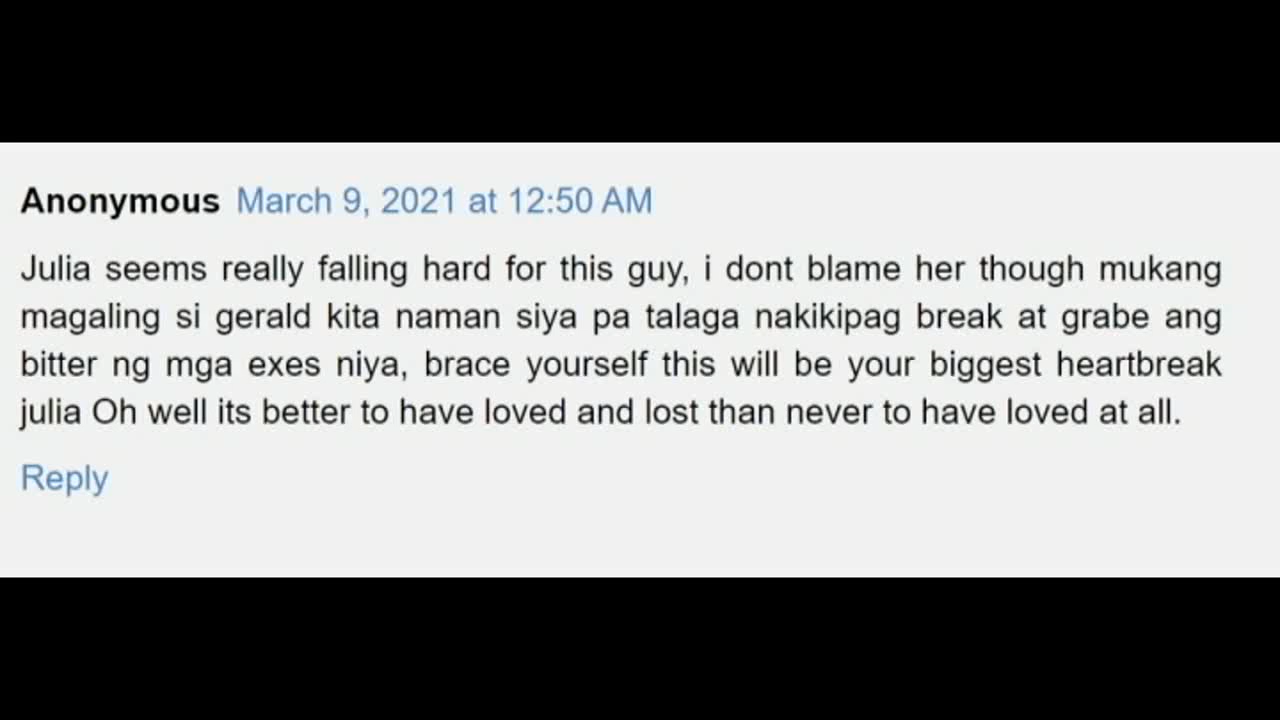 Anonymous March 9, 2021 at 12:50 AM
Julia seems really falling hard for this guy, i dont blame her though mukang
magaling si gerald kita naman siya pa talaga nakikipag break at grabe ang
bitter ng mga exes niya, brace yourself this will be your biggest heartbreak
julia Oh well its better to have loved and lost than never to have loved at all.
Reply